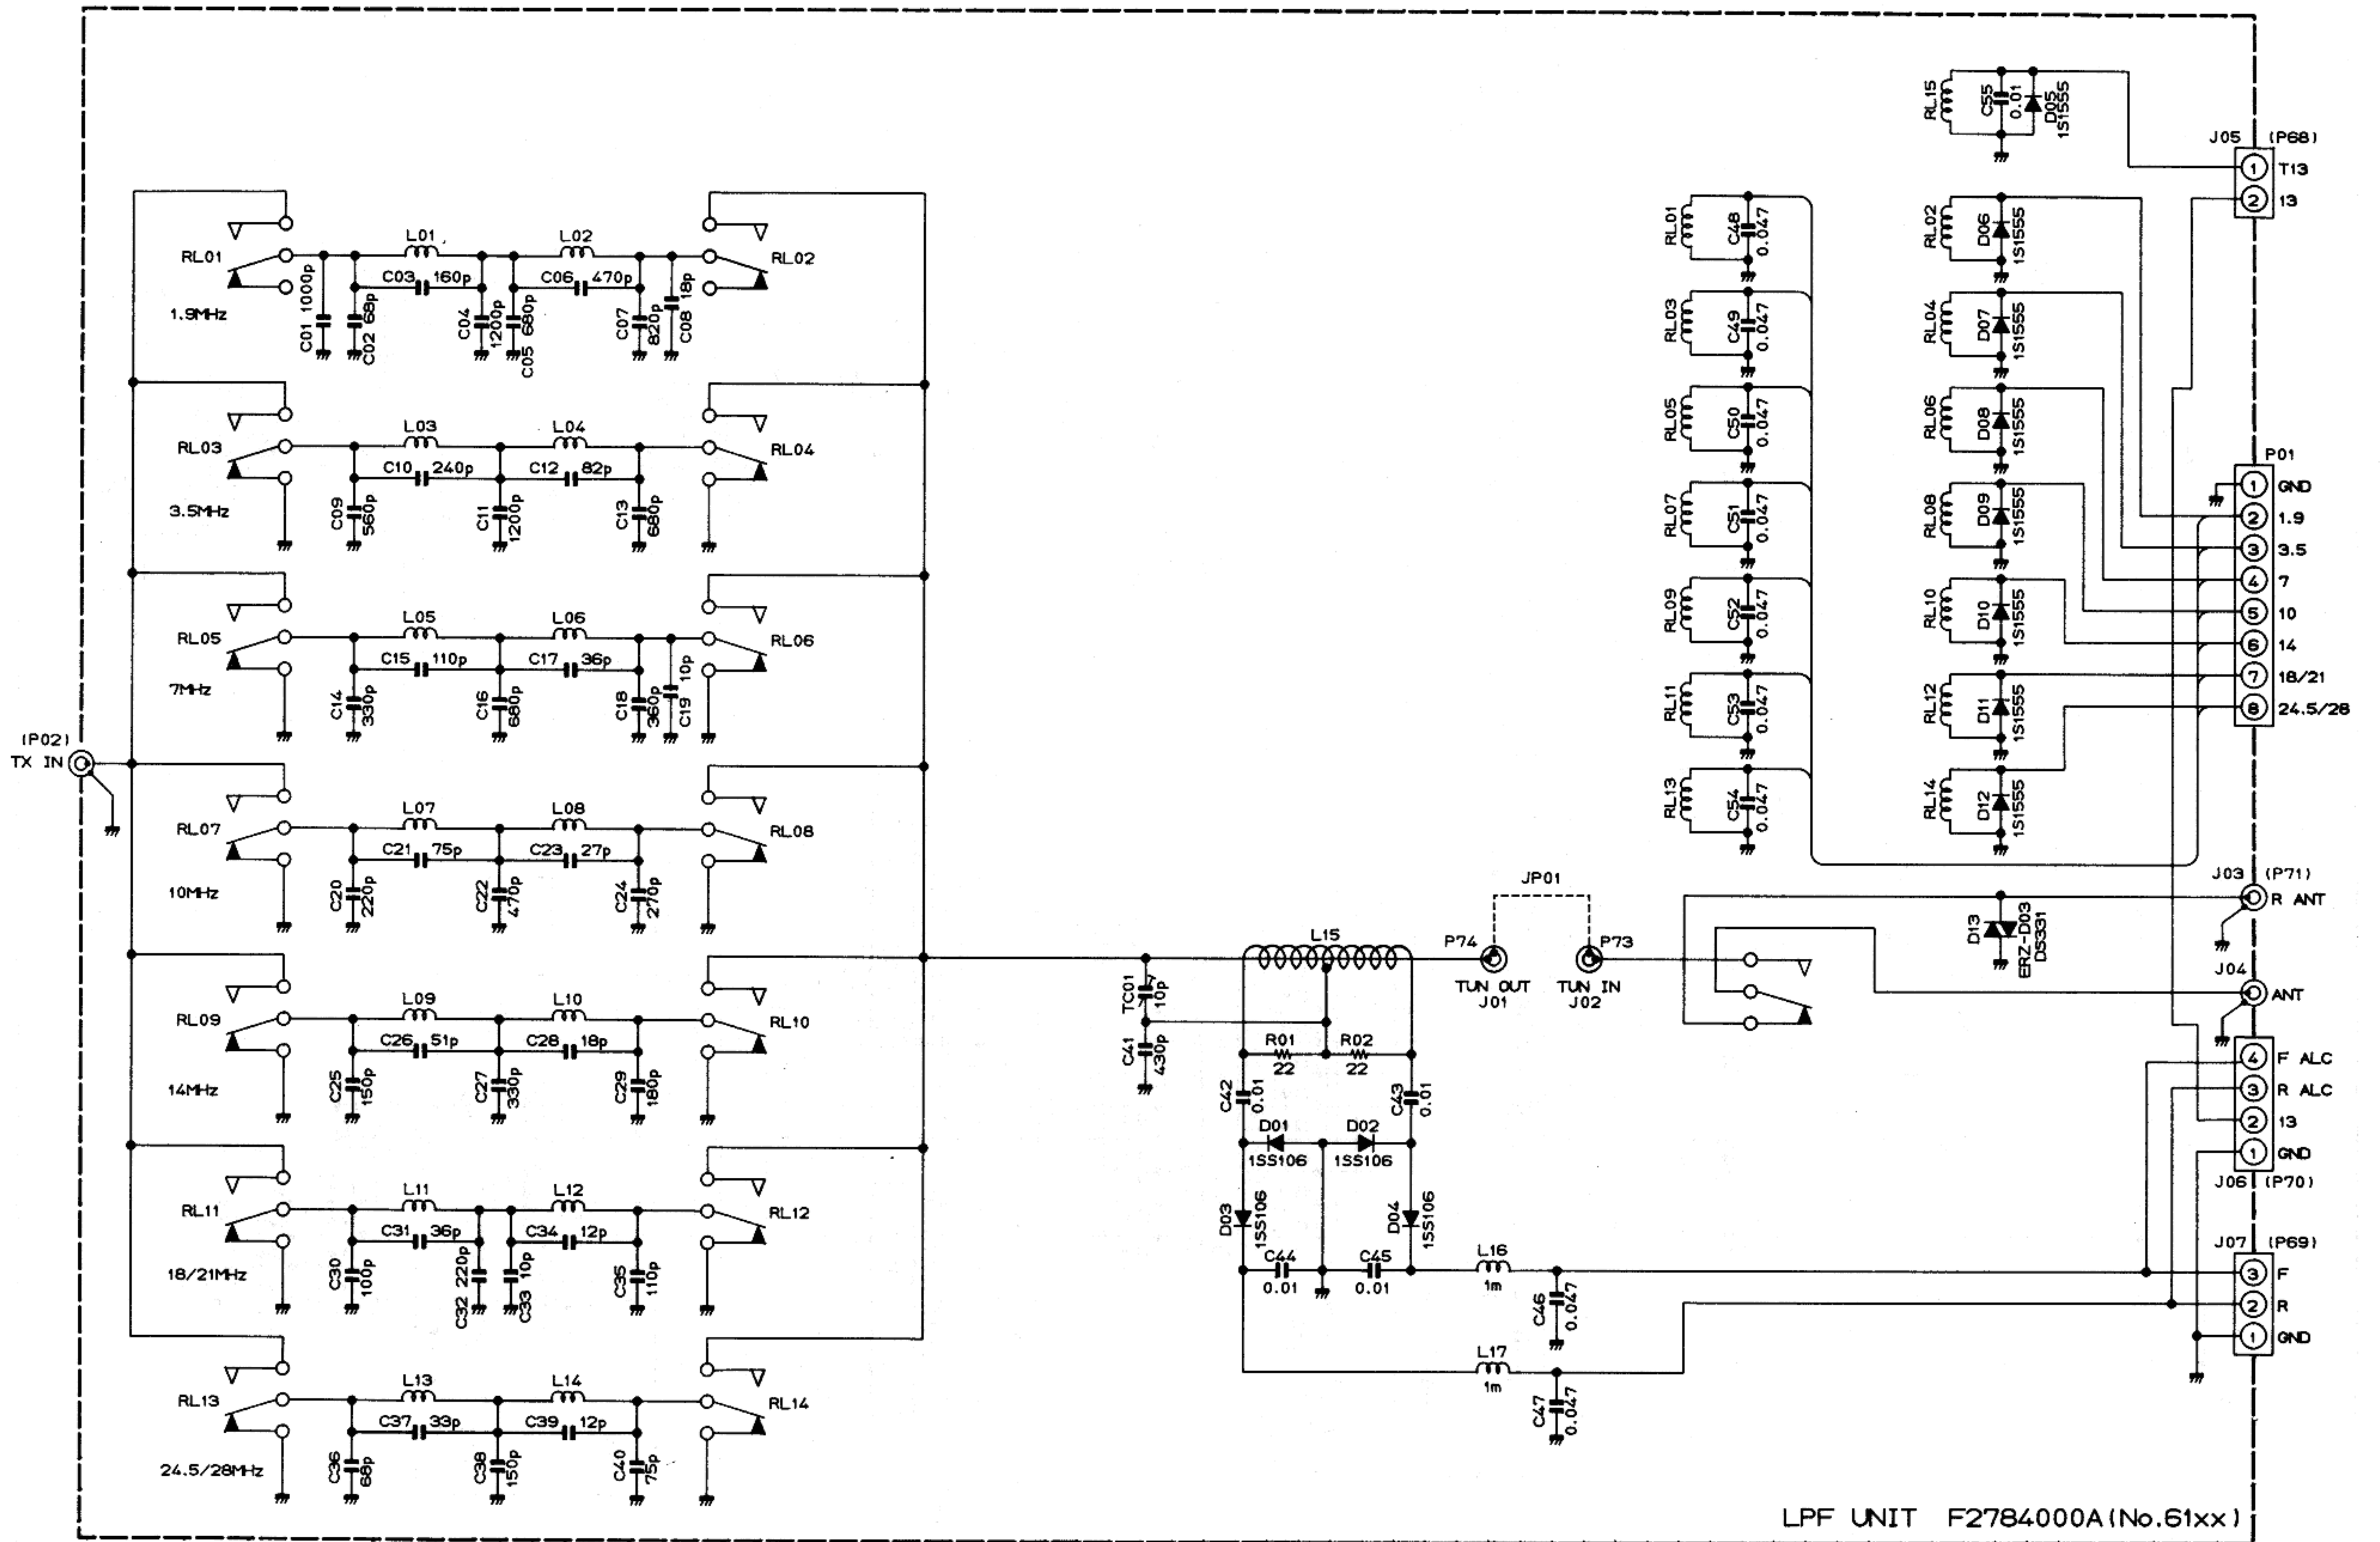 RL15
C55
0.01
D05
1S1555
J05 (P68)
1 T13
2 13
RL01
1.9MHz
L01
L02
C03 160p
C06 470p
C01 1000p
C02 68p
C04 1200p
C05 680p
C07 820p
C08 18p
RL02
RL03
3.5MHz
L03
L04
C10 240p
C12 82p
C09 560p
C11 1200p
C13 680p
RL04
RL05
7MHz
L05
L06
C15 110p
C17 36p
C14 330p
C16 680p
C18 360p
C19 10p
RL06
(P02)
TX IN
RL07
10MHz
L07
L08
C21 75p
C23 27p
C20 220p
C22 470p
C24 270p
RL08
RL09
14MHz
L09
L10
C26 51p
C28 18p
C25 150p
C27 330p
C29 180p
RL10
RL11
18/21MHz
L11
L12
C31 36p
C34 12p
C30 100p
C32 220p
C33 10p
C35 110p
RL12
RL13
24.5/28MHz
L13
L14
C37 33p
C39 12p
C36 68p
C38 150p
C40 75p
RL14
RL01
C48
0.047
RL02
D06
1S1555
RL03
C49
0.047
RL04
D07
1S1555
RL05
C50
0.047
RL06
D08
1S1555
RL07
C51
0.047
RL08
D09
1S1555
RL09
C52
0.047
RL10
D10
1S1555
RL11
C53
0.047
RL12
D11
1S1555
RL13
C54
0.047
RL14
D12
1S1555
P01
1 GND
2 1.9
3 3.5
4 7
5 10
6 14
7 18/21
8 24.5/28
JP01
L15
P74
P73
TUN OUT
J01
TUN IN
J02
TC01
10p
C41
430p
R01
22
R02
22
C42
0.01
C43
0.01
D01
1SS106
D02
1SS106
D03
1SS106
D04
1SS106
C44
0.01
C45
0.01
L16
1m
C46
0.047
L17
1m
C47
0.047
D13
ERZ-D03
DS331
J03 (P71)
R ANT
J04
ANT
4 F ALC
3 R ALC
2 13
1 GND
J06 (P70)
J07 (P69)
3 F
2 R
1 GND
LPF UNIT F2784000A(No.61xx)